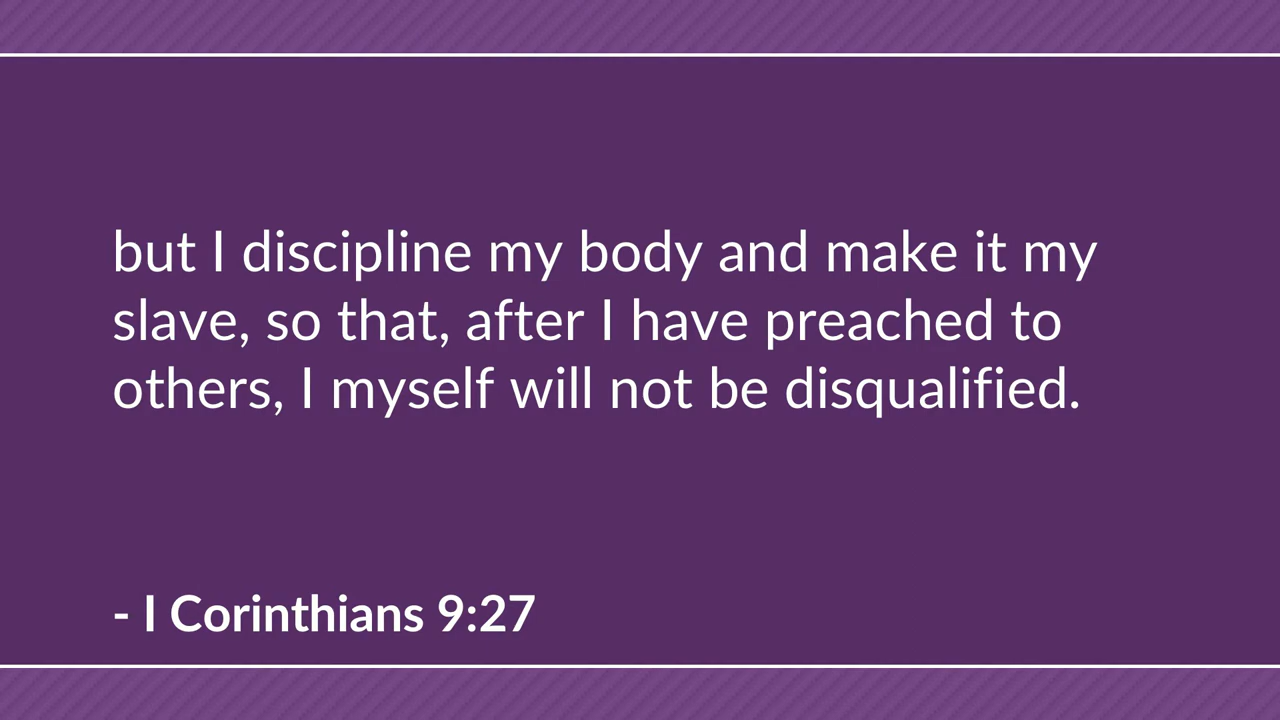 but I discipline my body and make it my
slave, so that, after I have preached to
others, I myself will not be disqualified.
- I Corinthians 9:27